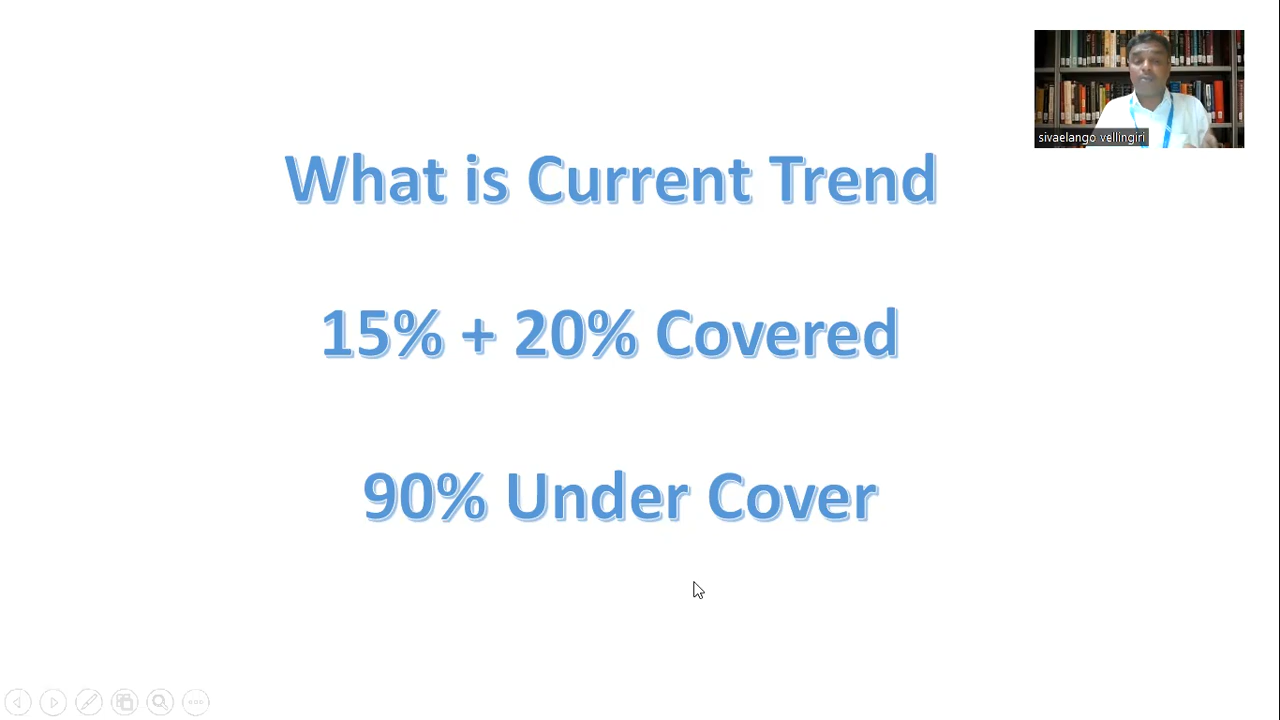 sivaelango vellingiri
What is Current Trend
15% + 20% Covered
90% Under Cover